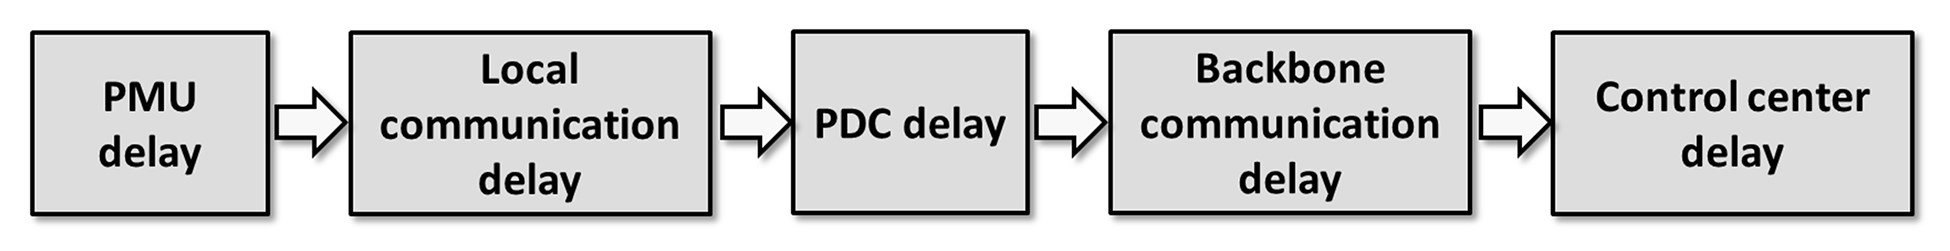 PMU
delay
Local
communication
delay
PDC delay
Backbone
communication
delay
Control center
delay